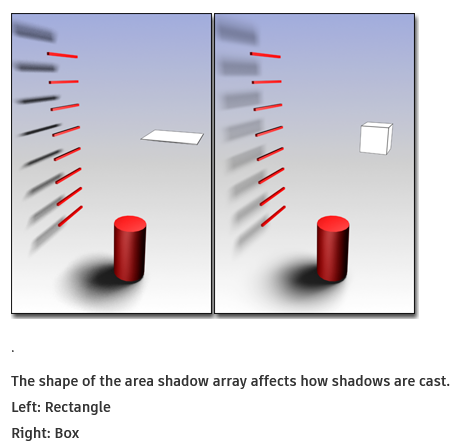 .
The shape of the area shadow array affects how shadows are cast.
Left: Rectangle
Right: Box